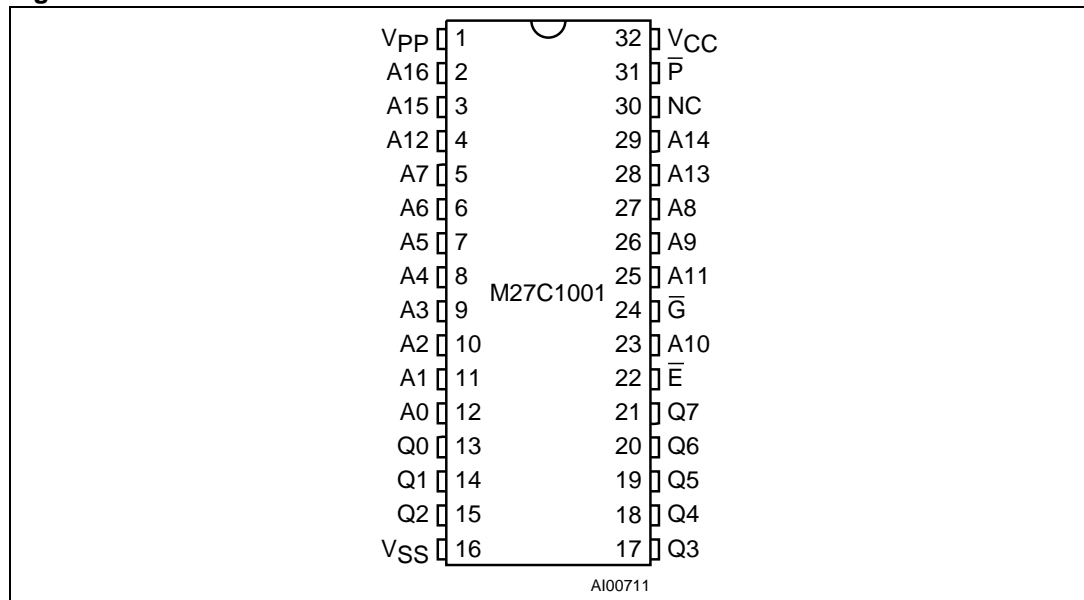 VPP 1 32 VCC
A16 2 31 P̅
A15 3 30 NC
A12 4 29 A14
A7 5 28 A13
A6 6 27 A8
A5 7 26 A9
A4 8 25 A11
M27C1001
A3 9 24 G̅
A2 10 23 A10
A1 11 22 E̅
A0 12 21 Q7
Q0 13 20 Q6
Q1 14 19 Q5
Q2 15 18 Q4
VSS 16 17 Q3
AI00711